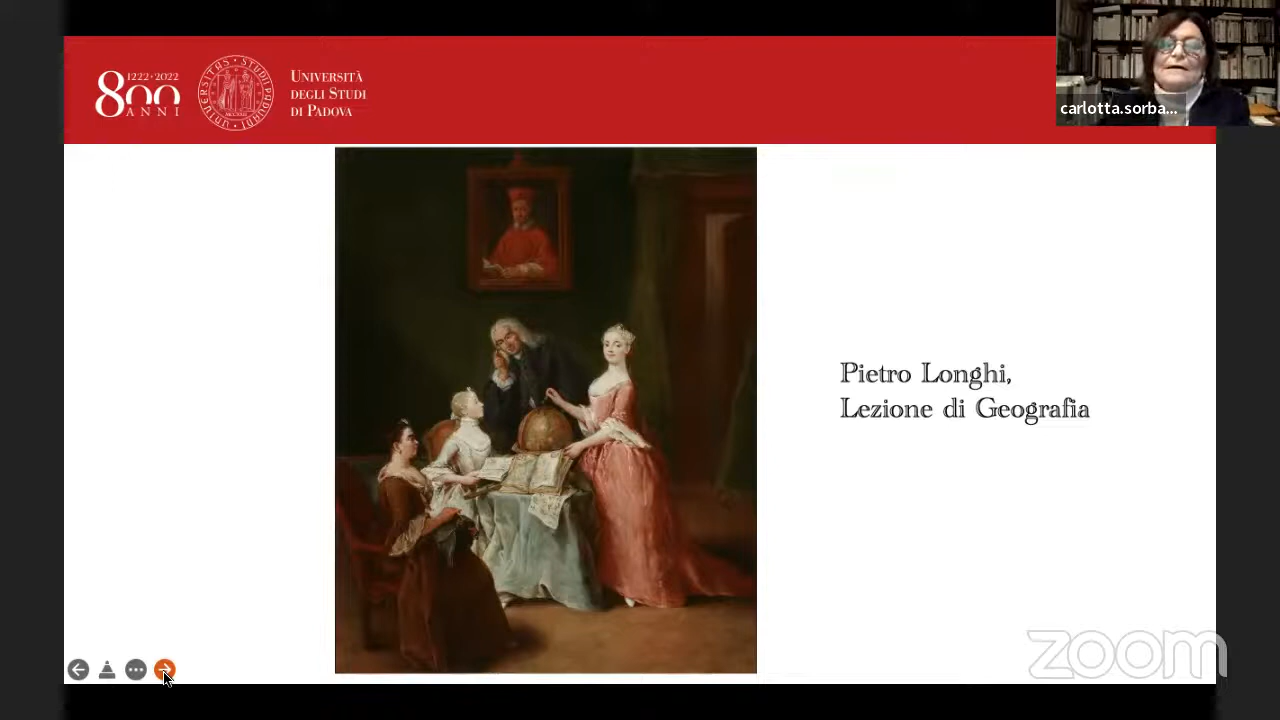 800
1222·2022
ANNI
UNIVERSITÀ
DEGLI STUDI
DI PADOVA
carlotta.sorba...
Pietro Longhi,
Lezione di Geografia
zoom